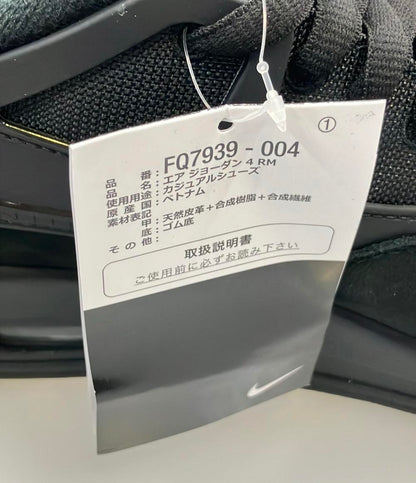 ①
品番：FQ7939-004
品名：エア ジョーダン 4 RM
使用用途：カジュアルシューズ
原産国：ベトナム
素材表記
甲：天然皮革＋合成樹脂＋合成繊維
底：ゴム底
その他：
取扱説明書
ご使用前に必ずお読み下さい